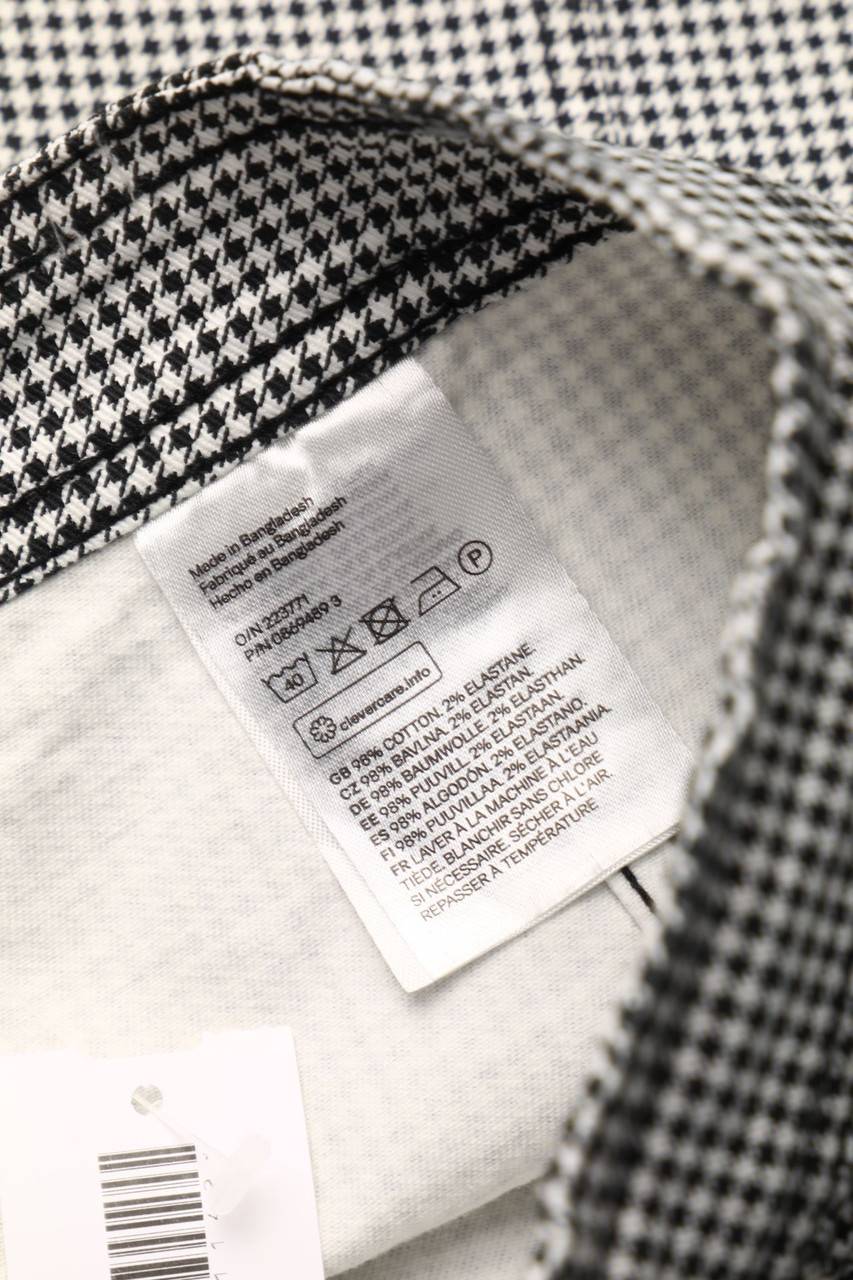 Made in Bangladesh
Fabriqué au Bangladesh
Hecho en Bangladesh
O/N 223771
P/N 0869489 3
40
P
clevercare.info
GB 98% COTTON. 2% ELASTANE.
CZ 98% BAVLNA. 2% ELASTAN.
DE 98% BAUMWOLLE. 2% ELASTHAN.
EE 98% PUUVILL. 2% ELASTAAN.
ES 98% ALGODÓN. 2% ELASTANO.
FI 98% PUUVILLAA. 2% ELASTAANIA.
FR LAVER À LA MACHINE À L'EAU
TIÈDE. BLANCHIR SANS CHLORE
SI NÉCESSAIRE. SÉCHER À L'AIR.
REPASSER À TEMPÉRATURE